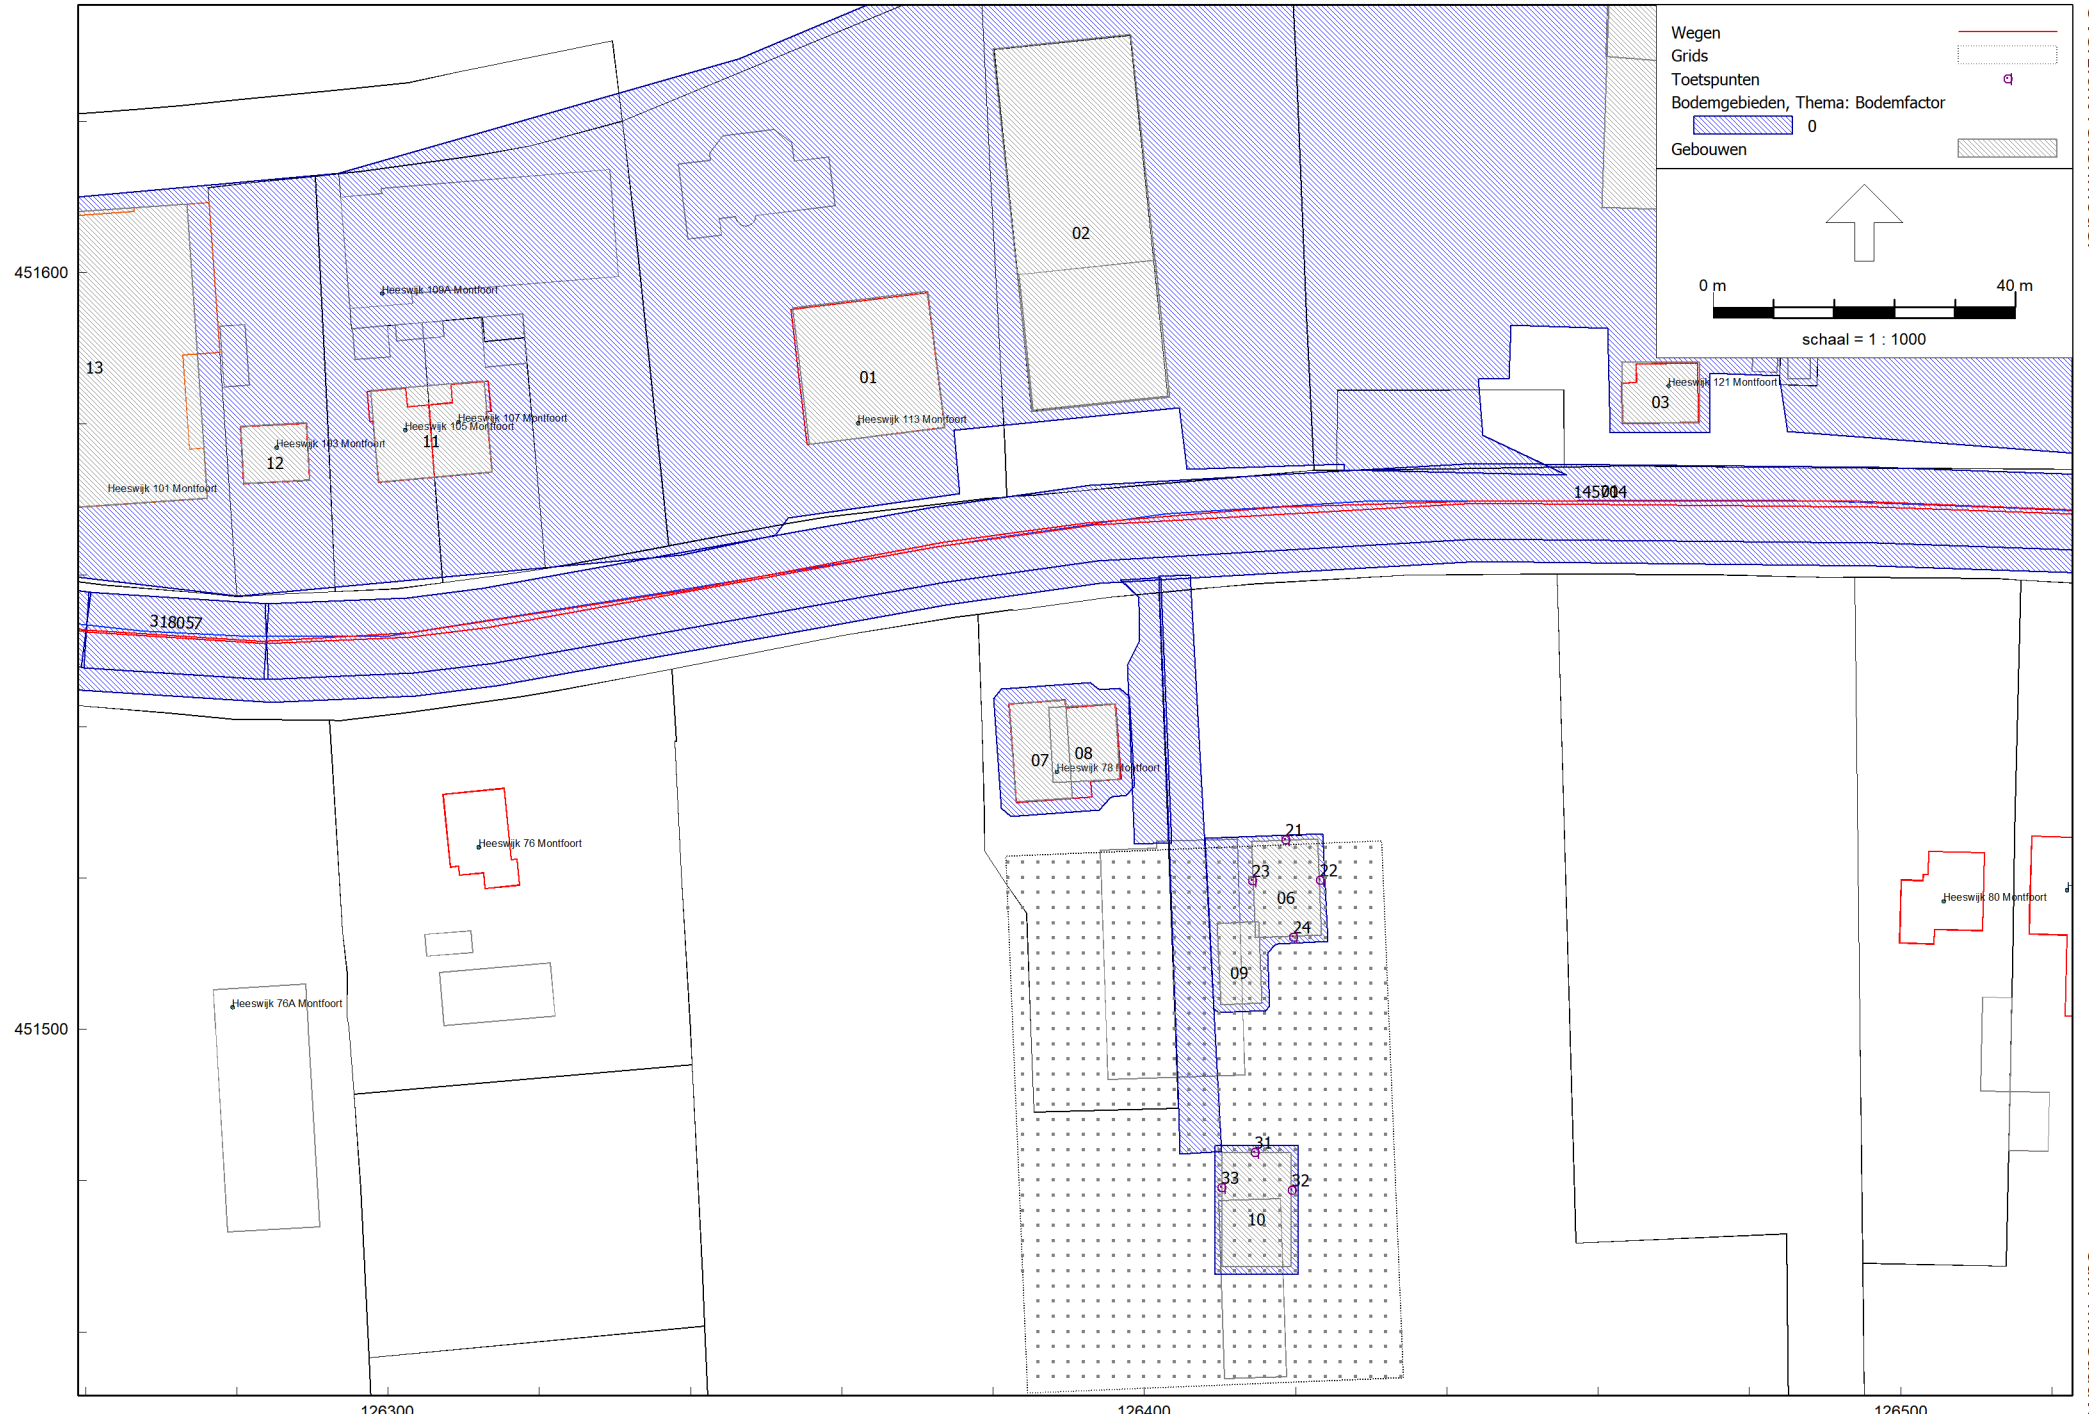 Wegen
Grids
Toetspunten
Bodemgebieden, Thema: Bodemfactor
0
Gebouwen
0 m 40 m
schaal = 1 : 1000
451600
451500
126300
126400
126500
02
Heeswijk 109A Montfoort
13
01
Heeswijk 121 Montfoort
03
Heeswijk 107 Montfoort
Heeswijk 113 Montfoort
Heeswijk 105 Montfoort
11
Heeswijk 103 Montfoort
12
Heeswijk 101 Montfoort
318057
07
08
Heeswijk 78 Montfoort
21
Heeswijk 76 Montfoort
23
22
06
Heeswijk 80 Montfoort
24
09
Heeswijk 76A Montfoort
31
33
32
10